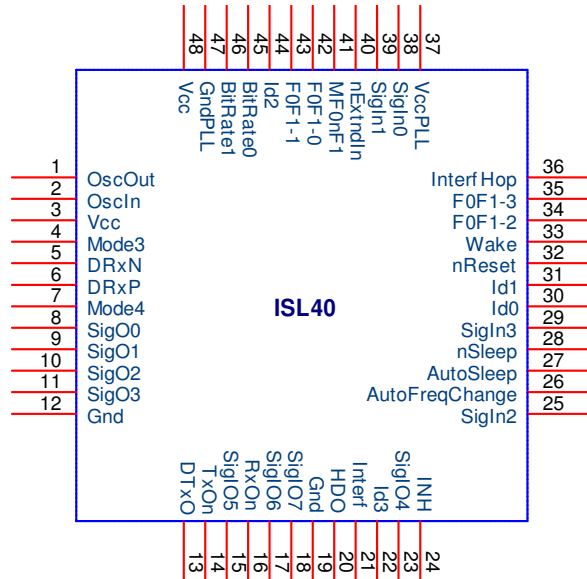 48 47 46 45 44 43 42 41 40 39 38 37
Vcc GndPLL BitRate1 BitRate0 Id2 F0F1-1 F0F1-0 MF0nF1 nExtndIn SigIn1 SigIn0 VccPLL
1 OscOut
2 OscIn
3 Vcc
4 Mode3
5 DRxN
6 DRxP
7 Mode4
8 SigO0
9 SigO1
10 SigO2
11 SigO3
12 Gnd
ISL40
InterfHop 36
F0F1-3 35
F0F1-2 34
Wake 33
nReset 32
Id1 31
Id0 30
SigIn3 29
nSleep 28
AutoSleep 27
AutoFreqChange 26
SigIn2 25
DTxO TxOn SigIO5 RxOn SigIO6 SigIO7 Gnd HDO Interf Id3 SigIO4 INH
13 14 15 16 17 18 19 20 21 22 23 24